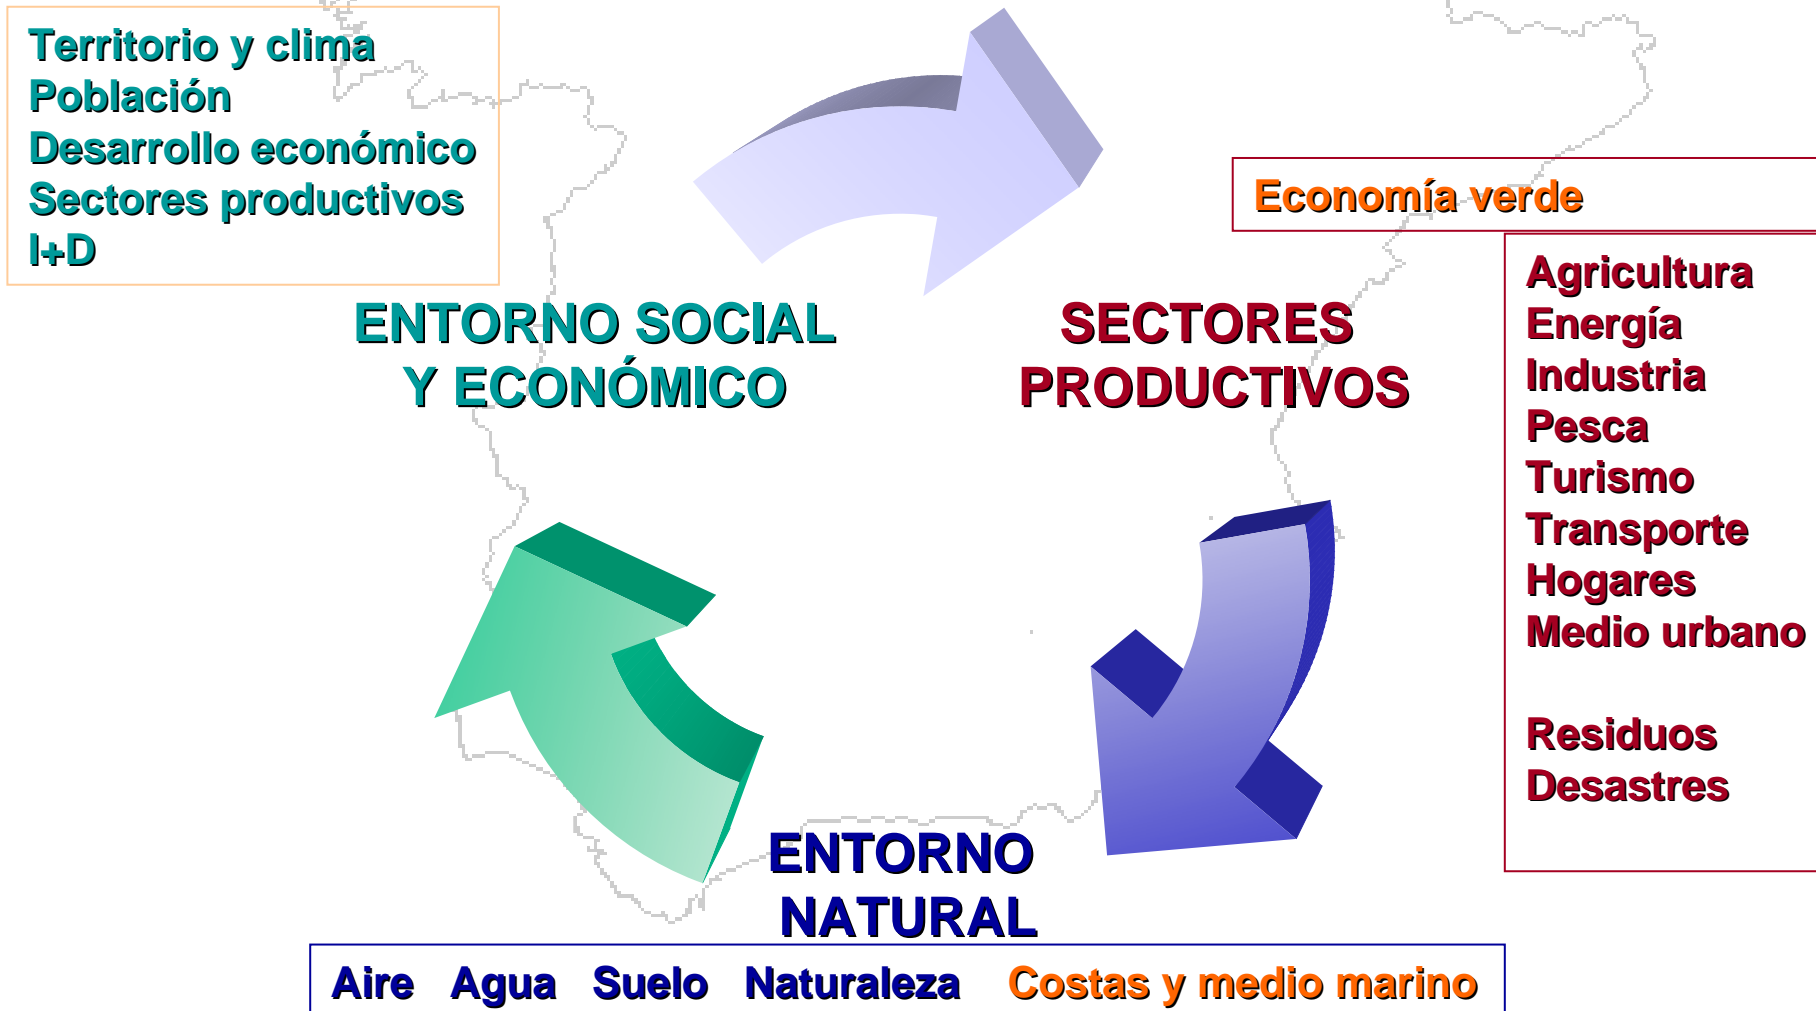 Territorio y clima
Población
Desarrollo económico
Sectores productivos
I+D
Economía verde
Agricultura
Energía
Industria
Pesca
Turismo
Transporte
Hogares
Medio urbano
Residuos
Desastres
ENTORNO SOCIAL
Y ECONÓMICO
SECTORES
PRODUCTIVOS
ENTORNO
NATURAL
Aire Agua Suelo Naturaleza Costas y medio marino